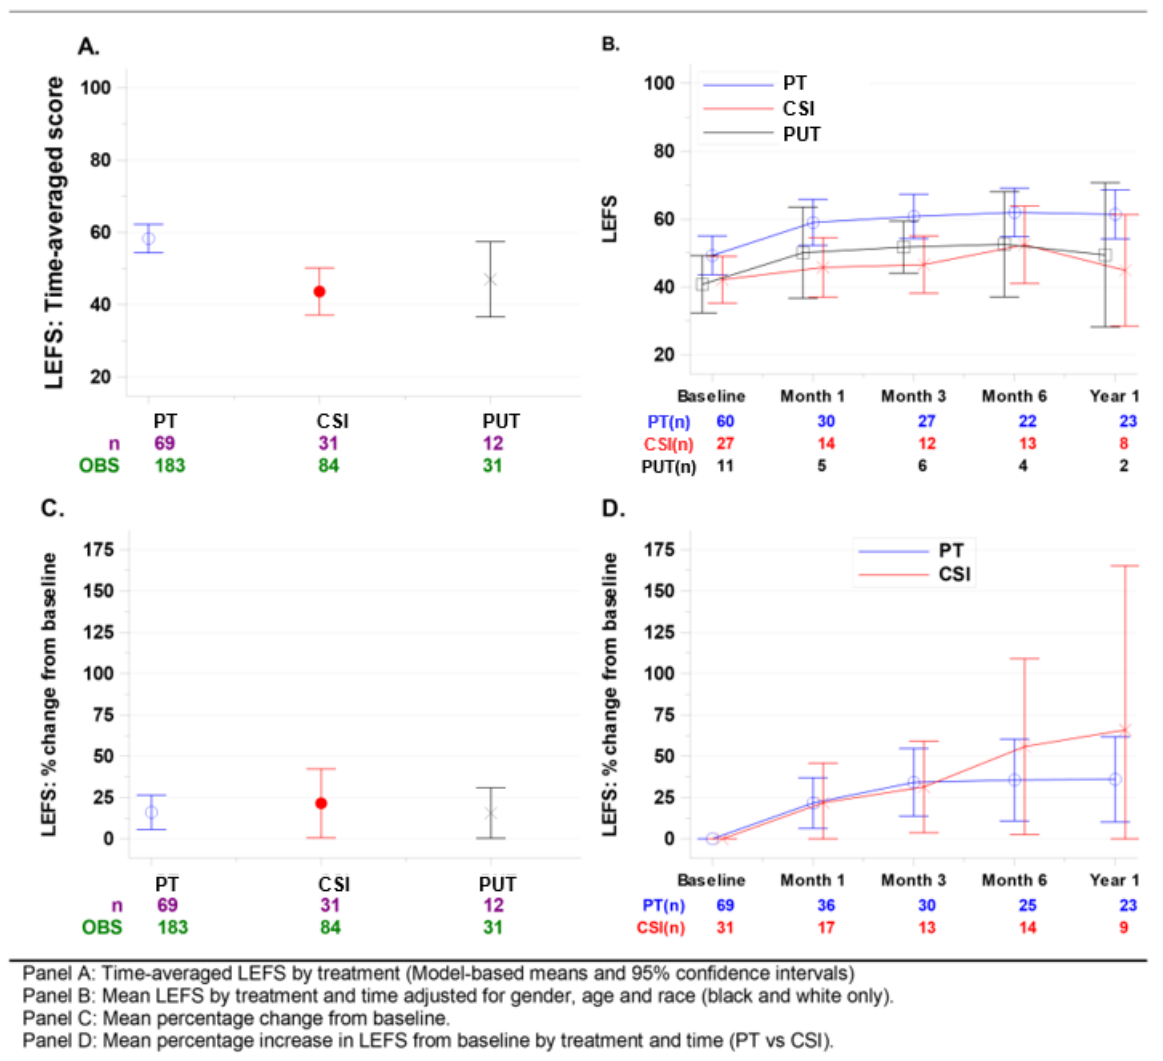 A.
LEFS: Time-averaged score
100
80
60
40
20
PT CSI PUT
n 69 31 12
OBS 183 84 31
B.
LEFS
100
80
60
40
20
PT
CSI
PUT
Baseline Month 1 Month 3 Month 6 Year 1
PT(n) 60 30 27 22 23
CSI(n) 27 14 12 13 8
PUT(n) 11 5 6 4 2
C.
LEFS: % change from baseline
175
150
125
100
75
50
25
0
PT CSI PUT
n 69 31 12
OBS 183 84 31
D.
LEFS: % change from baseline
175
150
125
100
75
50
25
0
PT
CSI
Baseline Month 1 Month 3 Month 6 Year 1
PT(n) 69 36 30 25 23
CSI(n) 31 17 13 14 9
Panel A: Time-averaged LEFS by treatment (Model-based means and 95% confidence intervals)
Panel B: Mean LEFS by treatment and time adjusted for gender, age and race (black and white only).
Panel C: Mean percentage change from baseline.
Panel D: Mean percentage increase in LEFS from baseline by treatment and time (PT vs CSI).